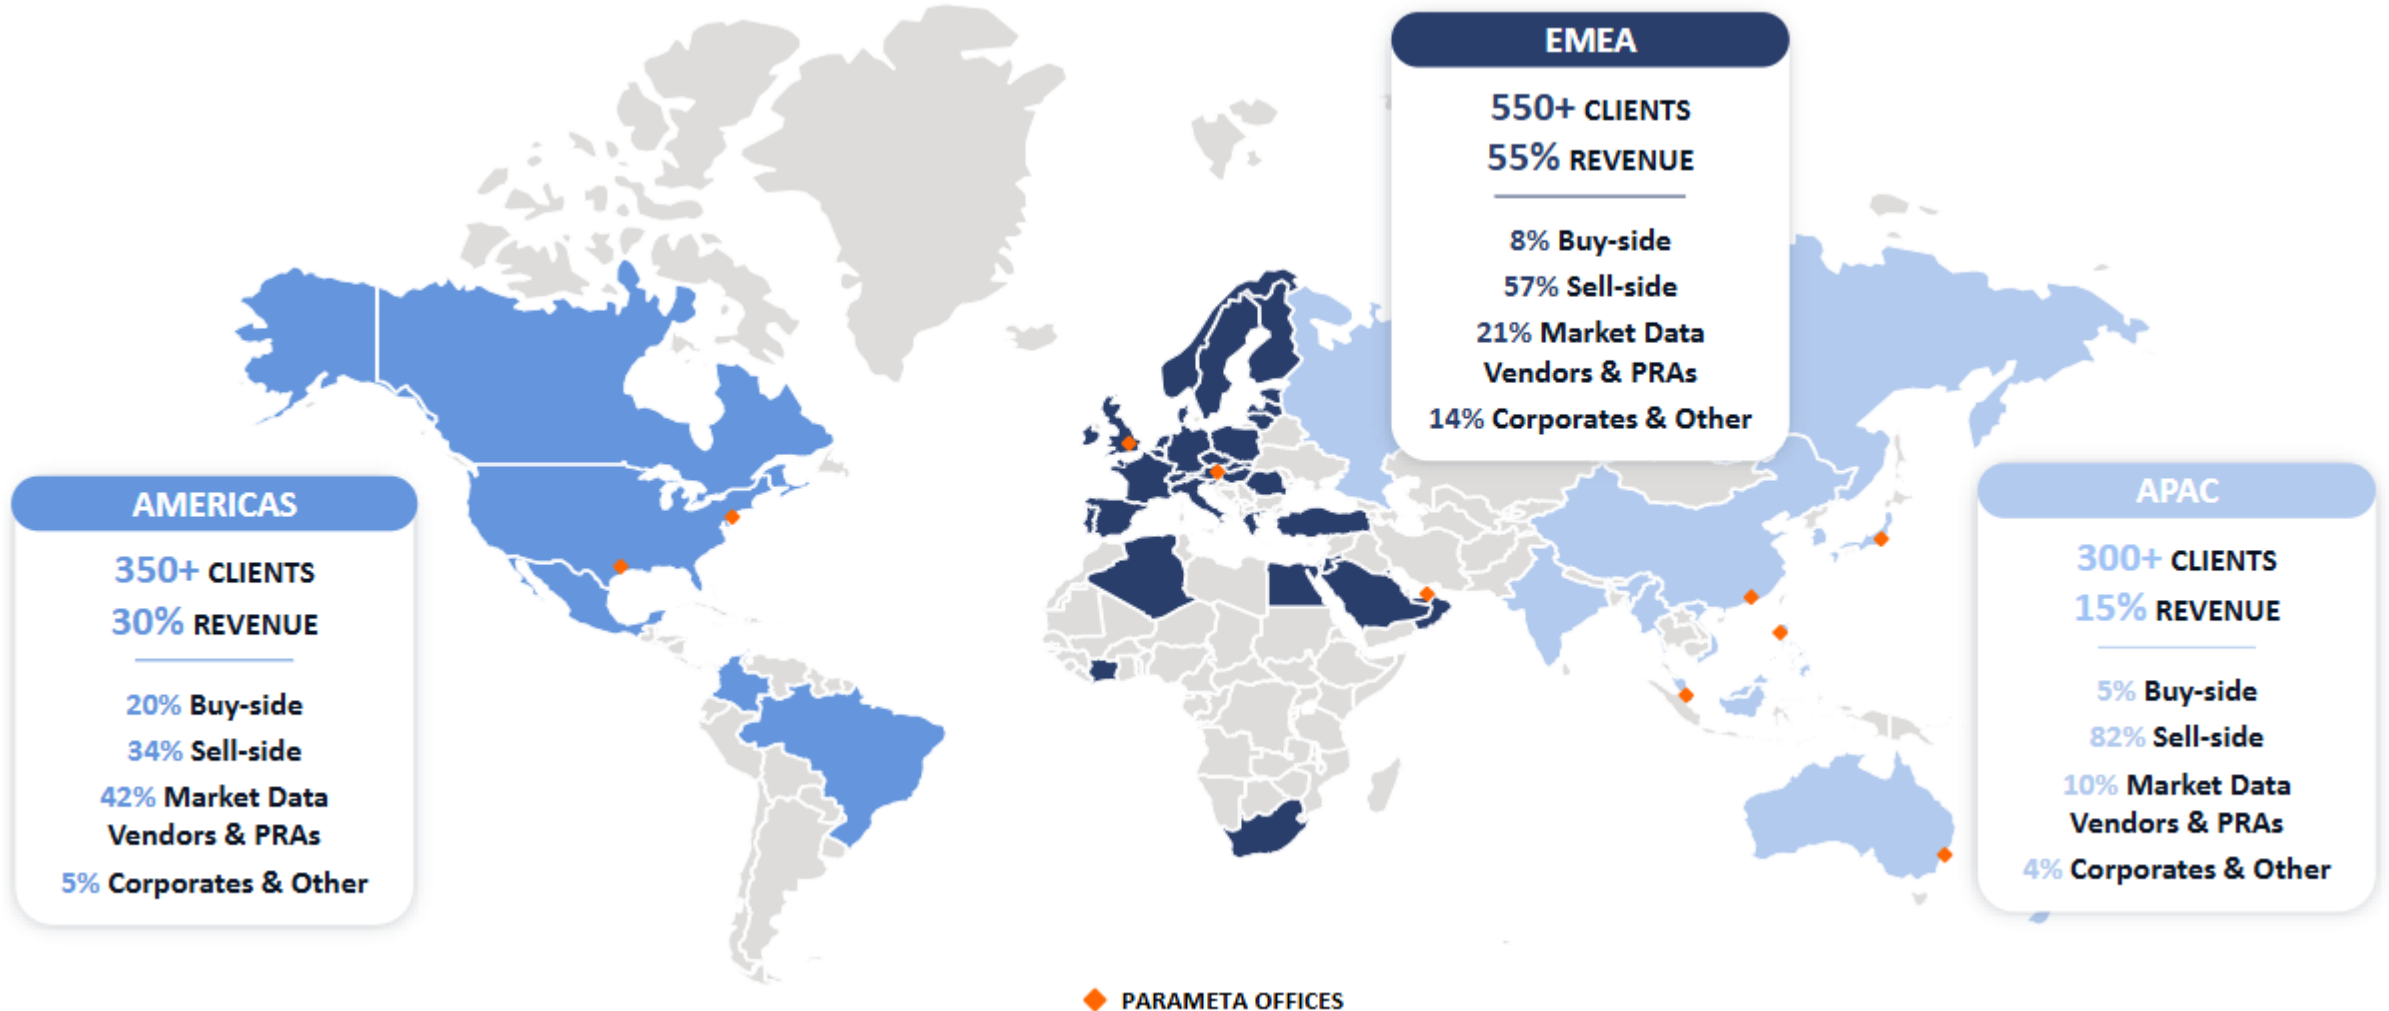 EMEA
550+ CLIENTS
55% REVENUE
8% Buy-side
57% Sell-side
21% Market Data
Vendors & PRAs
14% Corporates & Other
AMERICAS
350+ CLIENTS
30% REVENUE
20% Buy-side
34% Sell-side
42% Market Data
Vendors & PRAs
5% Corporates & Other
APAC
300+ CLIENTS
15% REVENUE
5% Buy-side
82% Sell-side
10% Market Data
Vendors & PRAs
4% Corporates & Other
PARAMETA OFFICES